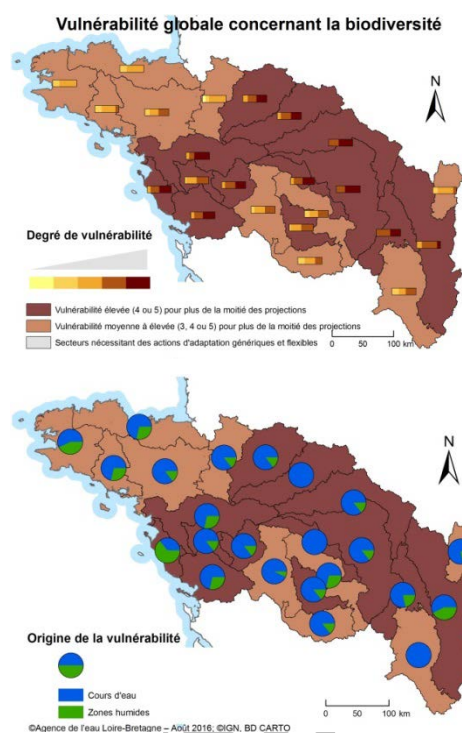 Vulnérabilité globale concernant la biodiversité
N
Degré de vulnérabilité
Vulnérabilité élevée (4 ou 5) pour plus de la moitié des projections
Vulnérabilité moyenne à élevée (3, 4 ou 5) pour plus de la moitié des projections
Secteurs nécessitant des actions d'adaptation génériques et flexibles
0 50 100 km
N
Origine de la vulnérabilité
Cours d'eau
Zones humides
0 50 100 km
©Agence de l'eau Loire-Bretagne – Août 2016; ©IGN, BD CARTO